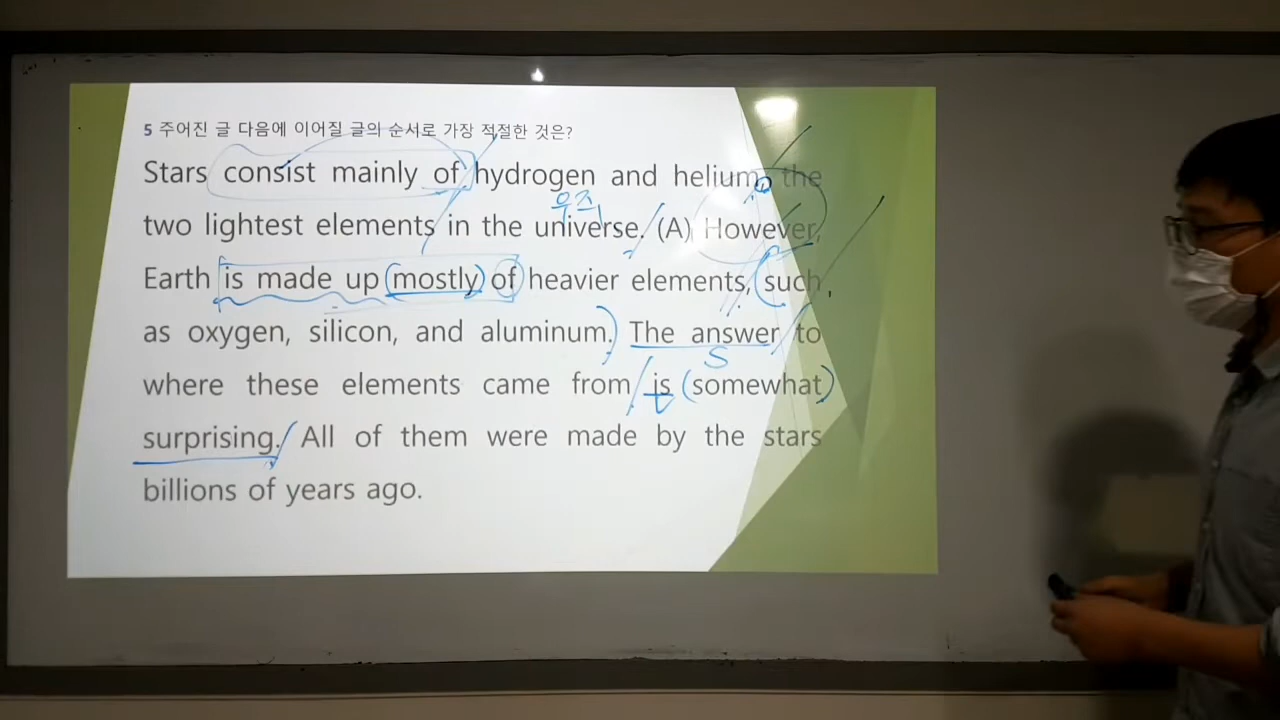 5 주어진 글 다음에 이어질 글의 순서로 가장 적절한 것은?
Stars consist mainly of hydrogen and helium, the
우주
two lightest elements in the universe. (A) However,
Earth is made up mostly of heavier elements, such
as oxygen, silicon, and aluminum. The answer to
S
where these elements came from is somewhat
surprising. All of them were made by the stars
billions of years ago.